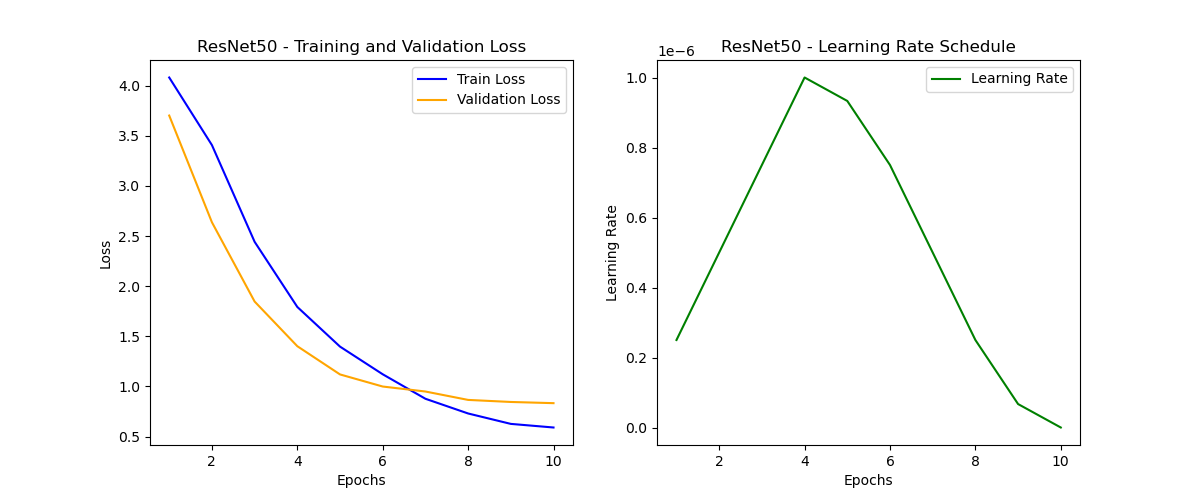 ResNet50 - Training and Validation Loss
Train Loss
Validation Loss
Loss
4.0
3.5
3.0
2.5
2.0
1.5
1.0
0.5
2 4 6 8 10
Epochs
ResNet50 - Learning Rate Schedule
1e−6
Learning Rate
Learning Rate
1.0
0.8
0.6
0.4
0.2
0.0
2 4 6 8 10
Epochs